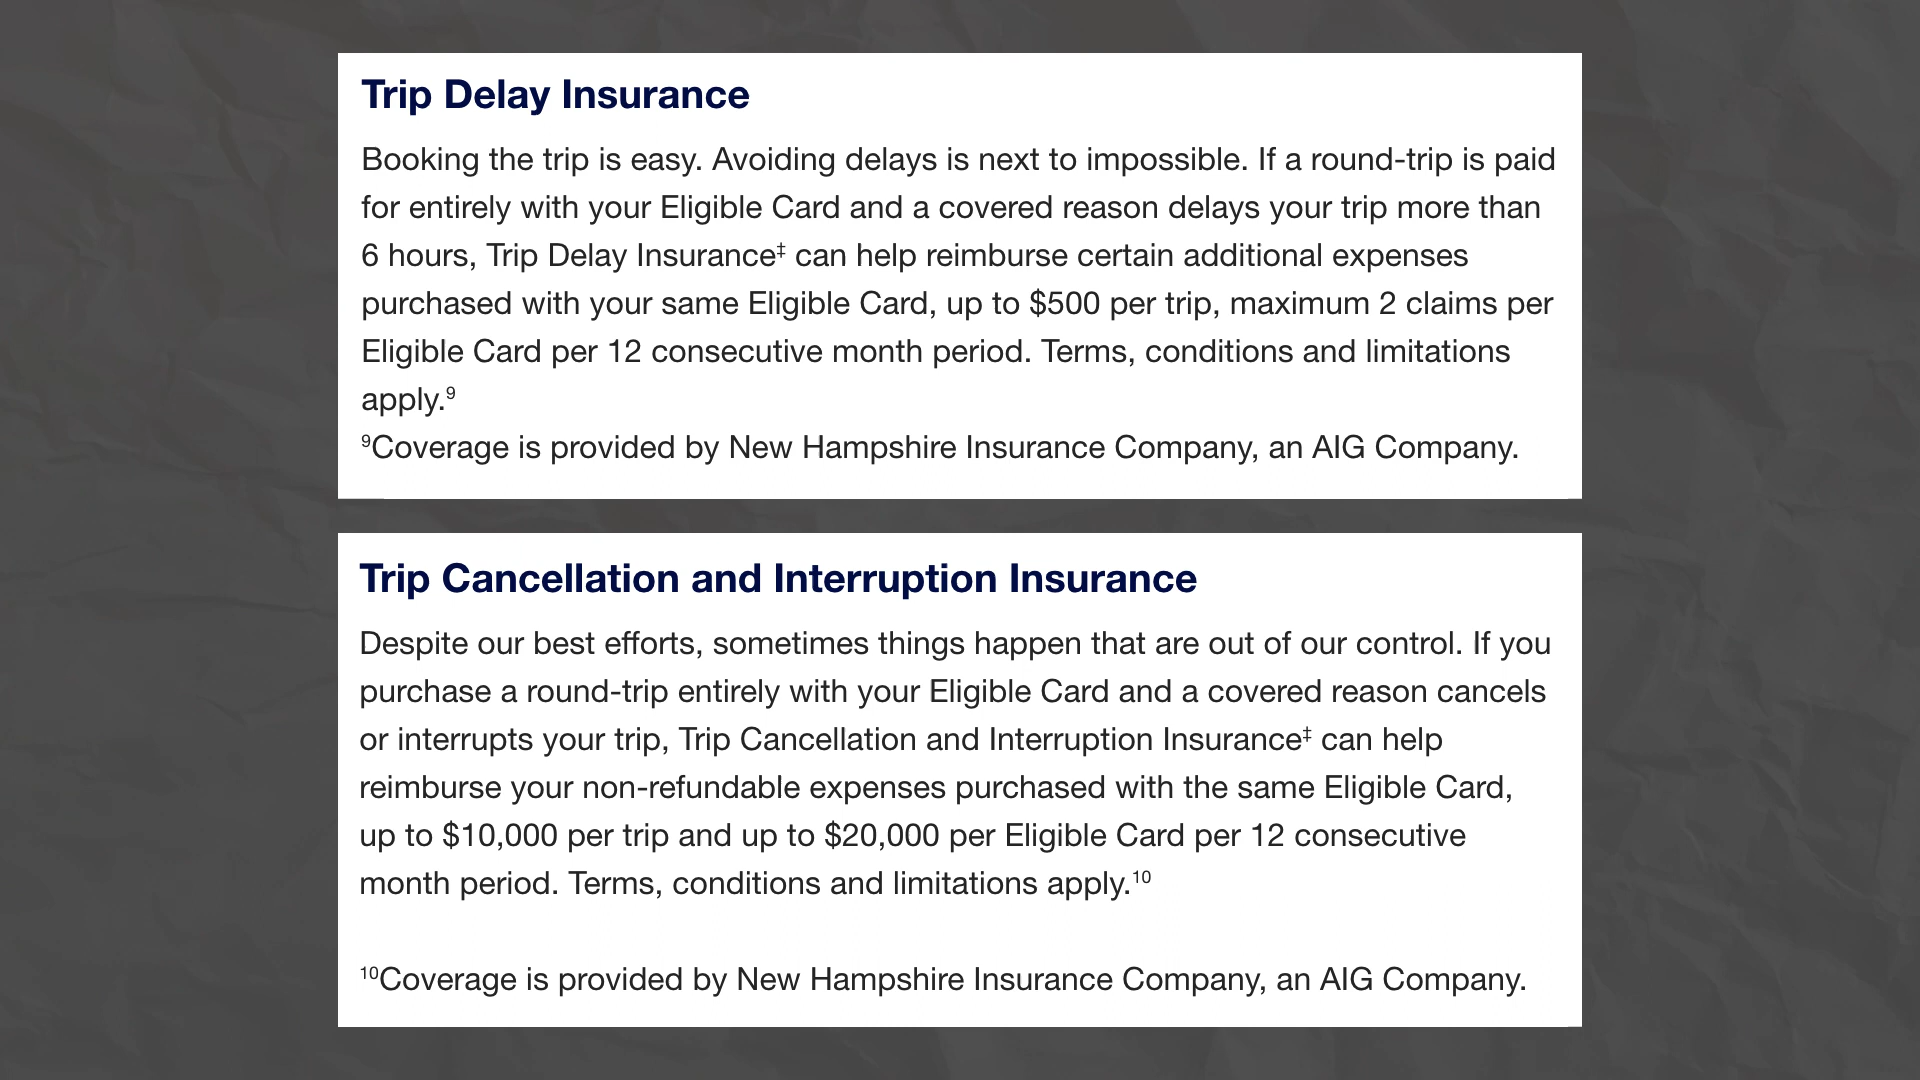 Trip Delay Insurance
Booking the trip is easy. Avoiding delays is next to impossible. If a round-trip is paid
for entirely with your Eligible Card and a covered reason delays your trip more than
6 hours, Trip Delay Insurance‡ can help reimburse certain additional expenses
purchased with your same Eligible Card, up to $500 per trip, maximum 2 claims per
Eligible Card per 12 consecutive month period. Terms, conditions and limitations
apply.⁹
⁹Coverage is provided by New Hampshire Insurance Company, an AIG Company.
Trip Cancellation and Interruption Insurance
Despite our best efforts, sometimes things happen that are out of our control. If you
purchase a round-trip entirely with your Eligible Card and a covered reason cancels
or interrupts your trip, Trip Cancellation and Interruption Insurance‡ can help
reimburse your non-refundable expenses purchased with the same Eligible Card,
up to $10,000 per trip and up to $20,000 per Eligible Card per 12 consecutive
month period. Terms, conditions and limitations apply.¹⁰
¹⁰Coverage is provided by New Hampshire Insurance Company, an AIG Company.